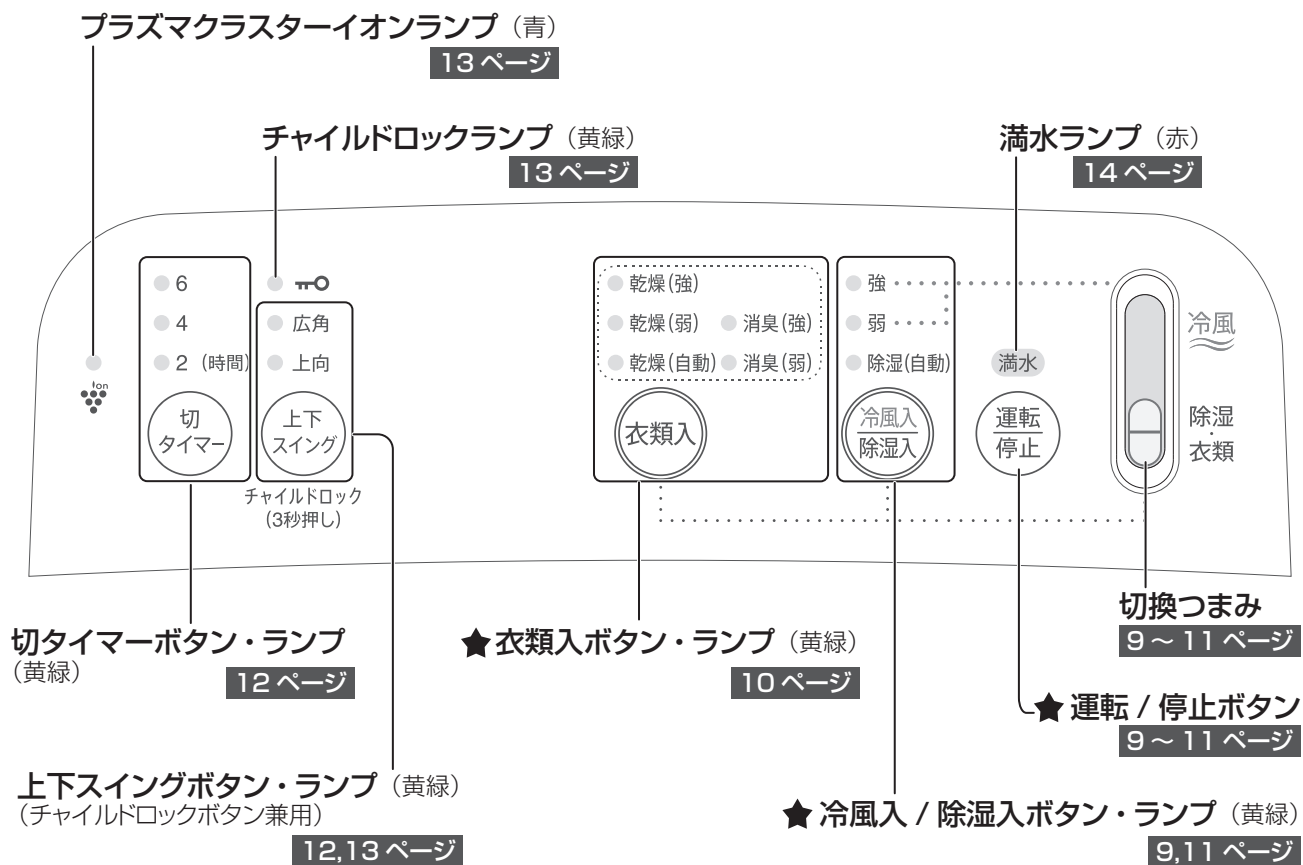 プラズマクラスターイオンランプ（青）
13 ページ
チャイルドロックランプ（黄緑）
13 ページ
満水ランプ（赤）
14 ページ
6
4
2 (時間)
ion
切
タイマー
広角
上向
上下
スイング
チャイルドロック
(3秒押し)
乾燥(強)
乾燥(弱)
消臭(強)
乾燥(自動)
消臭(弱)
衣類入
強
弱
除湿(自動)
冷風入
除湿入
満水
運転
停止
冷風
除湿
・
衣類
切タイマーボタン・ランプ
（黄緑）
12 ページ
★衣類入ボタン・ランプ（黄緑）
10 ページ
切換つまみ
9～ 11 ページ
★運転 / 停止ボタン
9～ 11 ページ
上下スイングボタン・ランプ（黄緑）
（チャイルドロックボタン兼用）
12,13 ページ
★冷風入 / 除湿入ボタン・ランプ（黄緑）
9,11 ページ